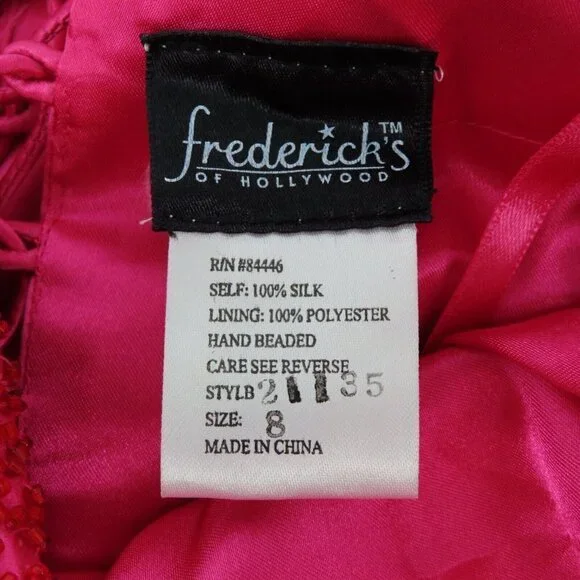 frederick's™
OF HOLLYWOOD
R/N #84446
SELF: 100% SILK
LINING: 100% POLYESTER
HAND BEADED
CARE SEE REVERSE
STYLB 21135
SIZE: 8
MADE IN CHINA